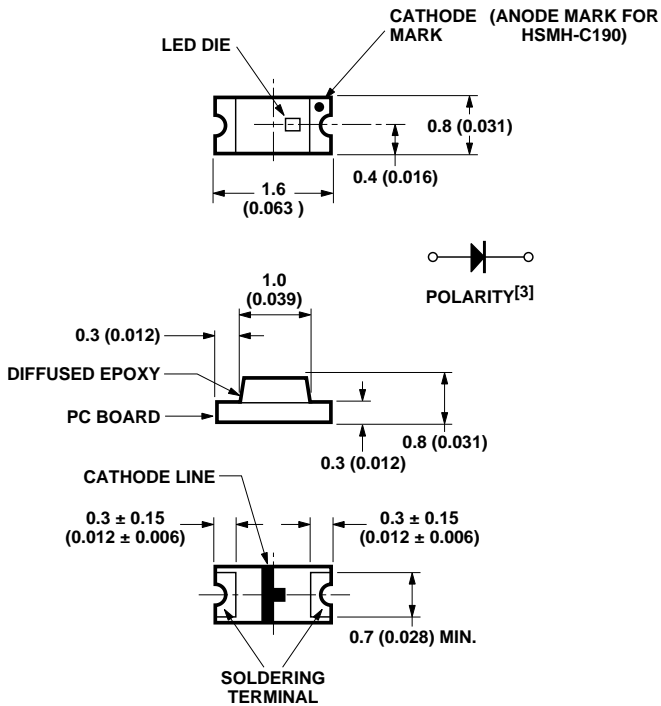 CATHODE MARK
(ANODE MARK FOR HSMH-C190)
LED DIE
0.8 (0.031)
0.4 (0.016)
1.6
(0.063 )
POLARITY[3]
1.0
(0.039)
0.3 (0.012)
DIFFUSED EPOXY
PC BOARD
0.8 (0.031)
0.3 (0.012)
CATHODE LINE
0.3 ± 0.15
(0.012 ± 0.006)
0.3 ± 0.15
(0.012 ± 0.006)
0.7 (0.028) MIN.
SOLDERING
TERMINAL